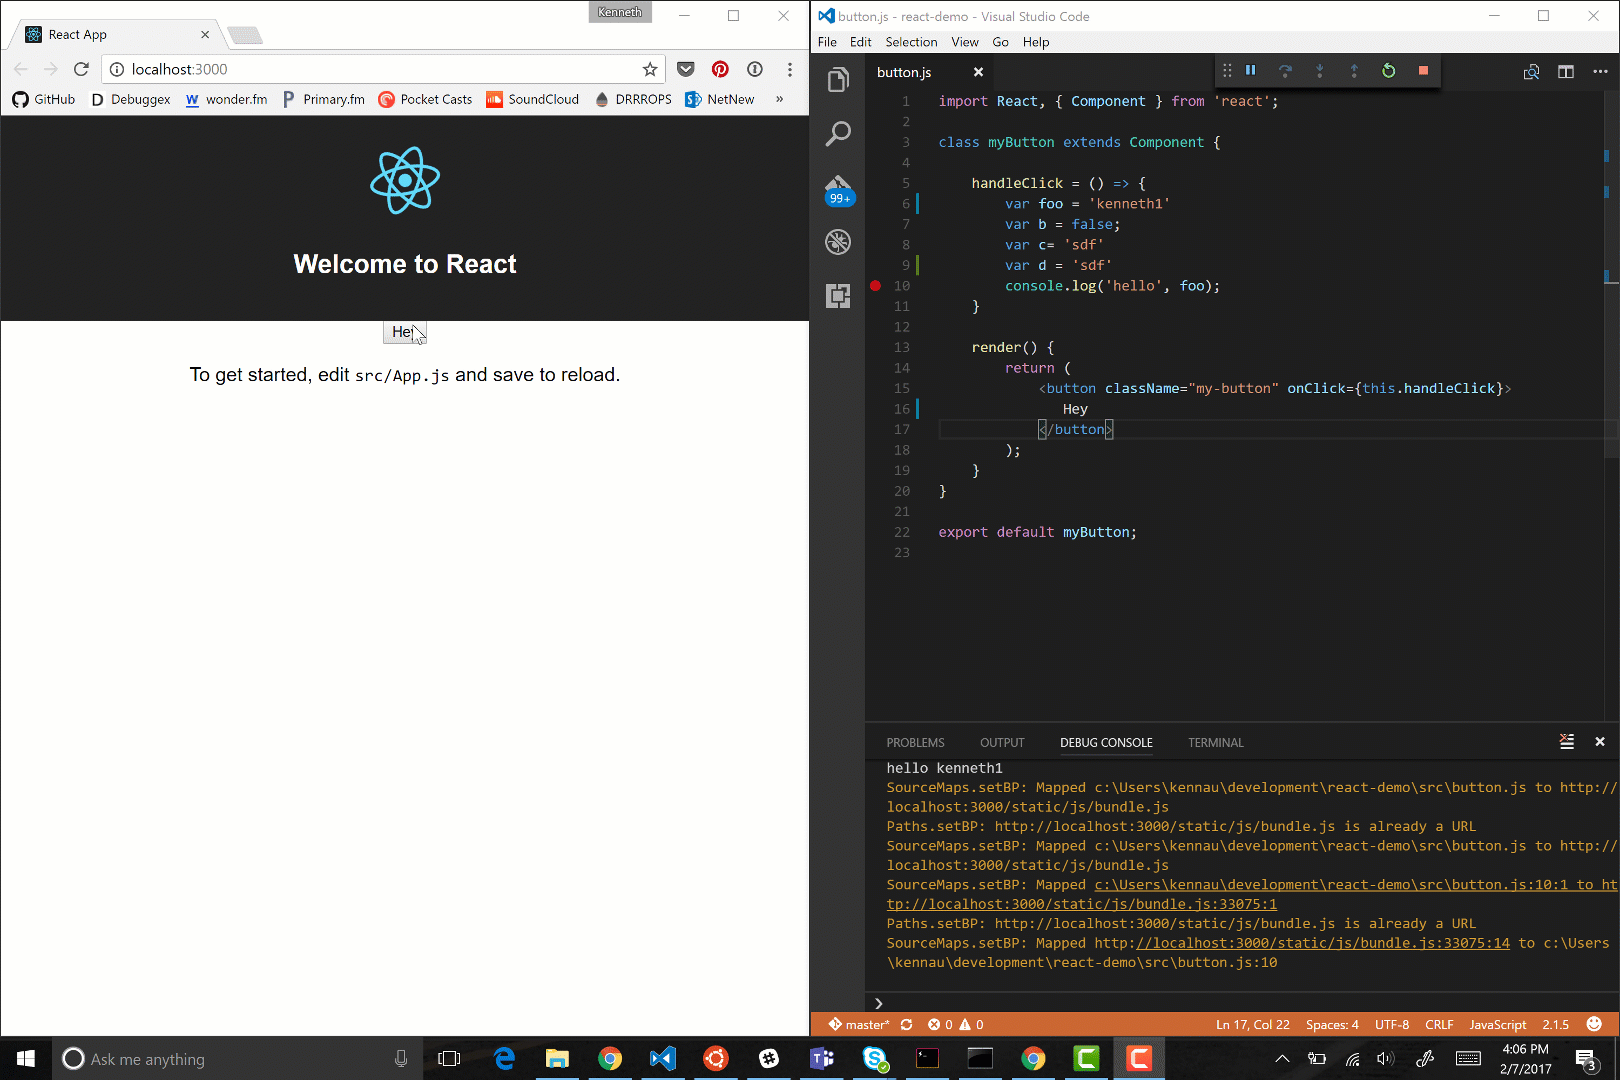 Kenneth
React App
localhost:3000
GitHub Debuggex wonder.fm Primary.fm Pocket Casts SoundCloud DRRROPS NetNew »
Welcome to React
Hey
To get started, edit src/App.js and save to reload.
button.js - react-demo - Visual Studio Code
File Edit Selection View Go Help
button.js
99+
1 import React, { Component } from 'react';
2
3 class myButton extends Component {
4
5 handleClick = () => {
6 var foo = 'kenneth1'
7 var b = false;
8 var c= 'sdf'
9 var d = 'sdf'
10 console.log('hello', foo);
11 }
12
13 render() {
14 return (
15 <button className="my-button" onClick={this.handleClick}>
16 Hey
17 </button>
18 );
19 }
20 }
21
22 export default myButton;
23
PROBLEMS OUTPUT DEBUG CONSOLE TERMINAL
hello kenneth1
SourceMaps.setBP: Mapped c:\Users\kennau\development\react-demo\src\button.js to http://
localhost:3000/static/js/bundle.js
Paths.setBP: http://localhost:3000/static/js/bundle.js is already a URL
SourceMaps.setBP: Mapped c:\Users\kennau\development\react-demo\src\button.js to http://
localhost:3000/static/js/bundle.js
SourceMaps.setBP: Mapped c:\Users\kennau\development\react-demo\src\button.js:10:1 to ht
tp://localhost:3000/static/js/bundle.js:33075:1
Paths.setBP: http://localhost:3000/static/js/bundle.js is already a URL
SourceMaps.setBP: Mapped http://localhost:3000/static/js/bundle.js:33075:14 to c:\Users
\kennau\development\react-demo\src\button.js:10
master* 0 0 Ln 17, Col 22 Spaces: 4 UTF-8 CRLF JavaScript 2.1.5
Ask me anything
4:06 PM
2/7/2017
3